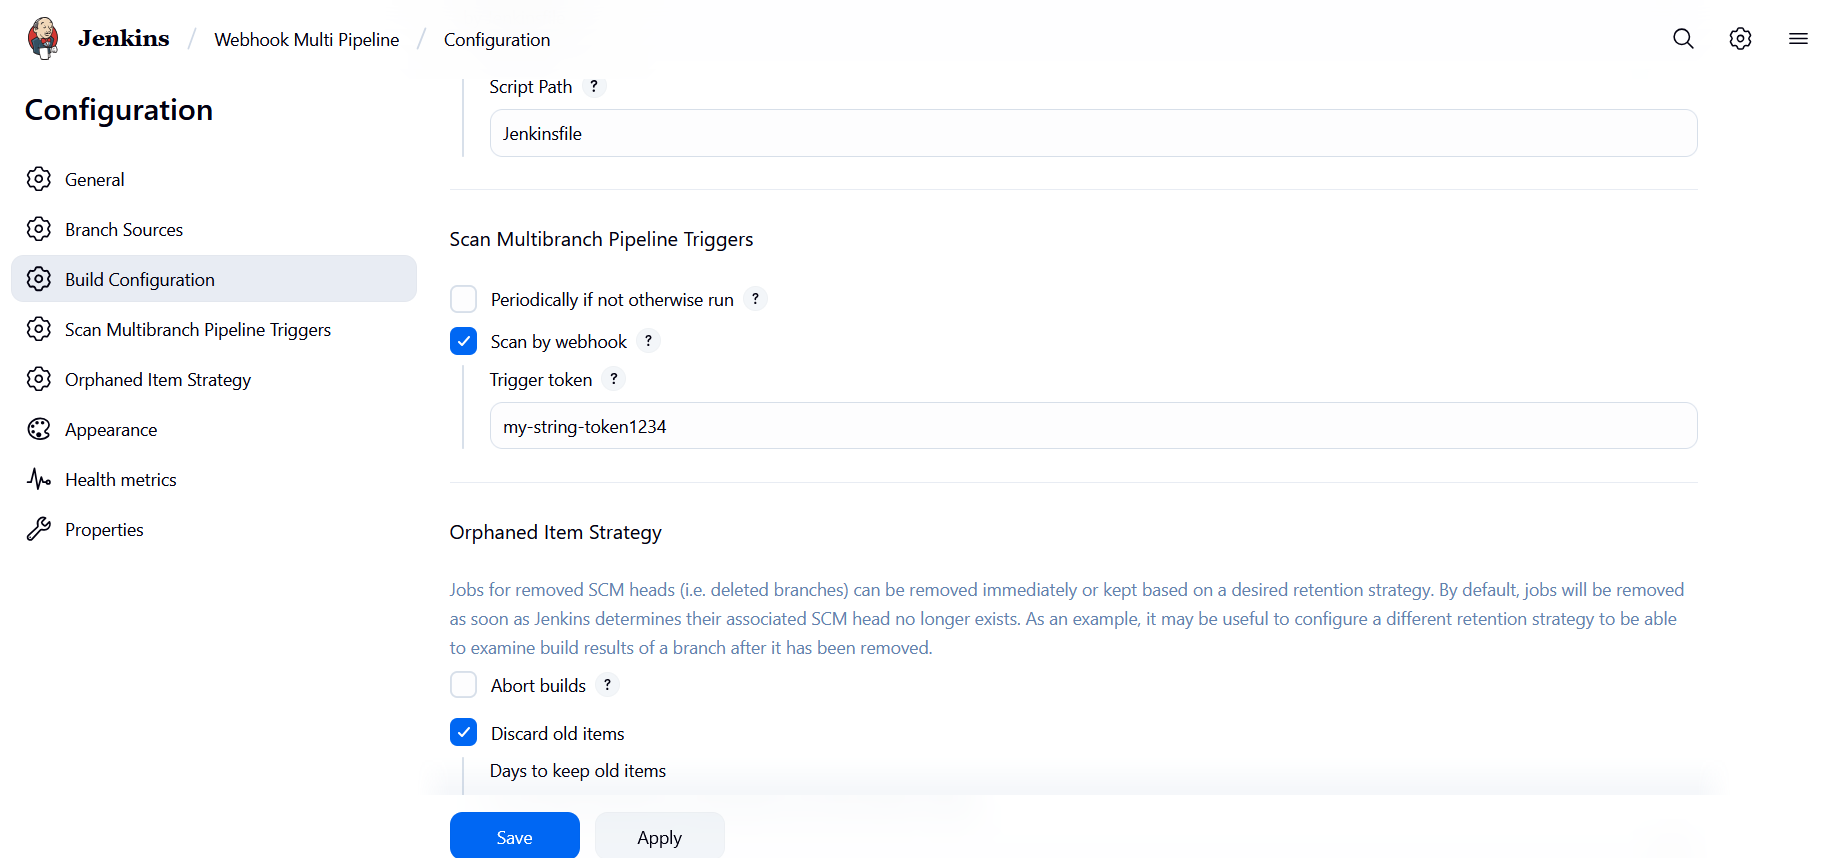 Jenkins / Webhook Multi Pipeline / Configuration
Configuration
General
Branch Sources
Build Configuration
Scan Multibranch Pipeline Triggers
Orphaned Item Strategy
Appearance
Health metrics
Properties
Script Path ?
Jenkinsfile
Scan Multibranch Pipeline Triggers
Periodically if not otherwise run ?
Scan by webhook ?
Trigger token ?
my-string-token1234
Orphaned Item Strategy
Jobs for removed SCM heads (i.e. deleted branches) can be removed immediately or kept based on a desired retention strategy. By default, jobs will be removed
as soon as Jenkins determines their associated SCM head no longer exists. As an example, it may be useful to configure a different retention strategy to be able
to examine build results of a branch after it has been removed.
Abort builds ?
Discard old items
Days to keep old items
Save Apply